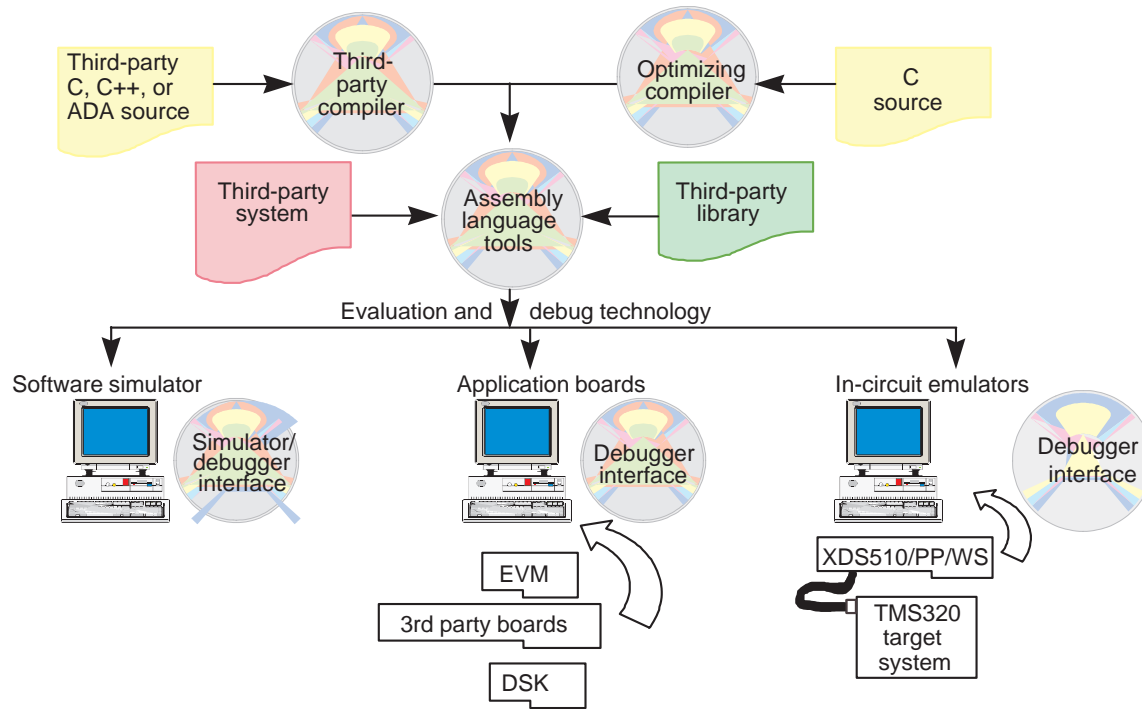 Third-party
C, C++, or
ADA source
Third-
party
compiler
Optimizing
compiler
C
source
Third-party
system
Assembly
language
tools
Third-party
library
Evaluation and debug technology
Software simulator
Application boards
In-circuit emulators
Simulator/
debugger
interface
Debugger
interface
Debugger
interface
EVM
3rd party boards
DSK
XDS510/PP/WS
TMS320
target
system